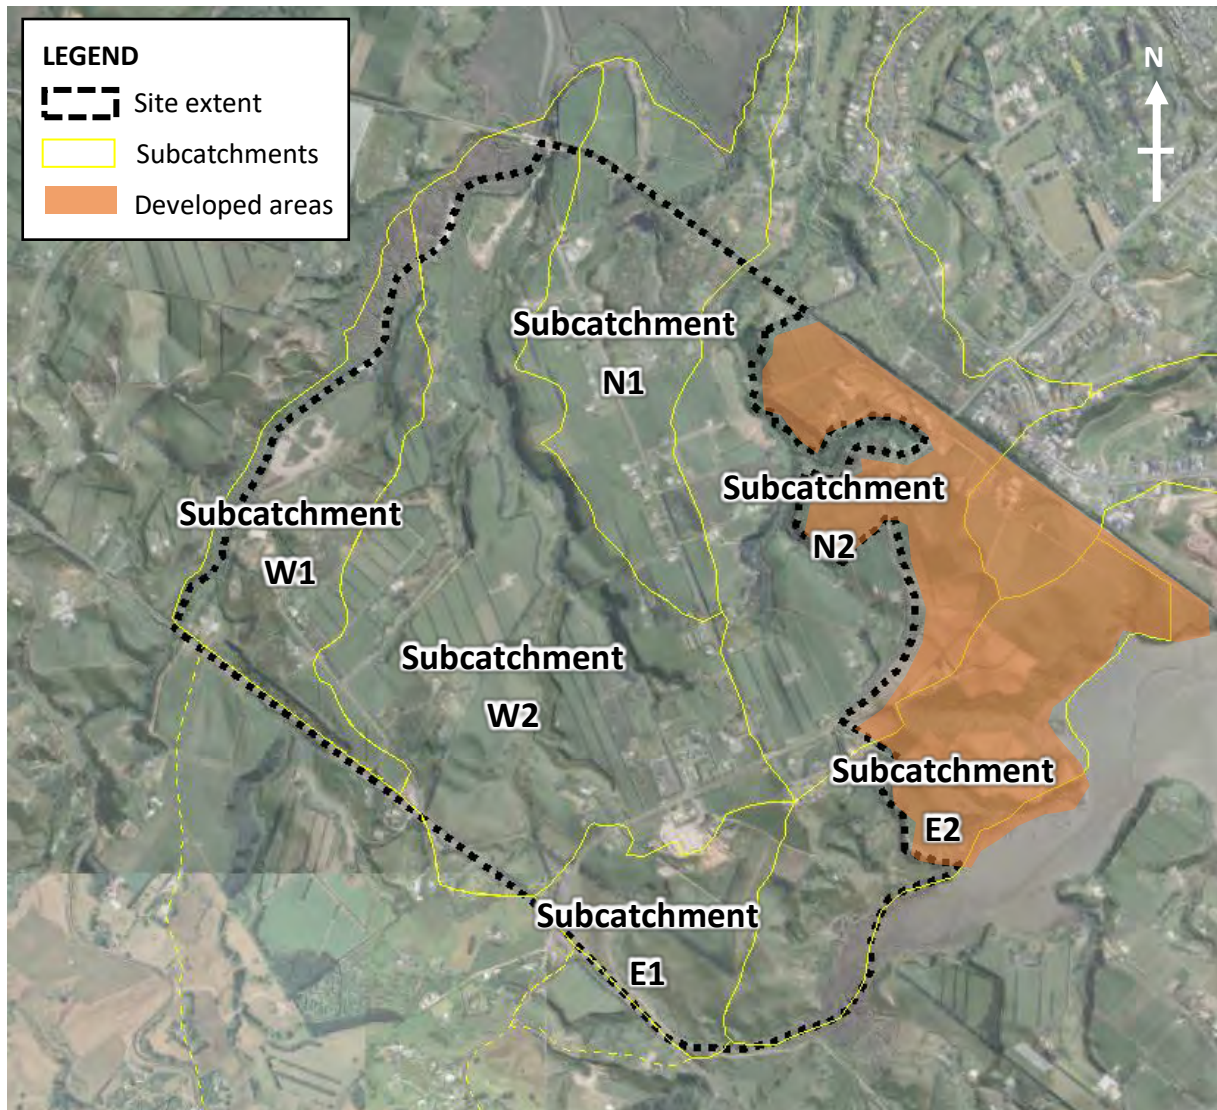 LEGEND
Site extent
Subcatchments
Developed areas
N
Subcatchment
N1
Subcatchment
N2
Subcatchment
W1
Subcatchment
W2
Subcatchment
E2
Subcatchment
E1